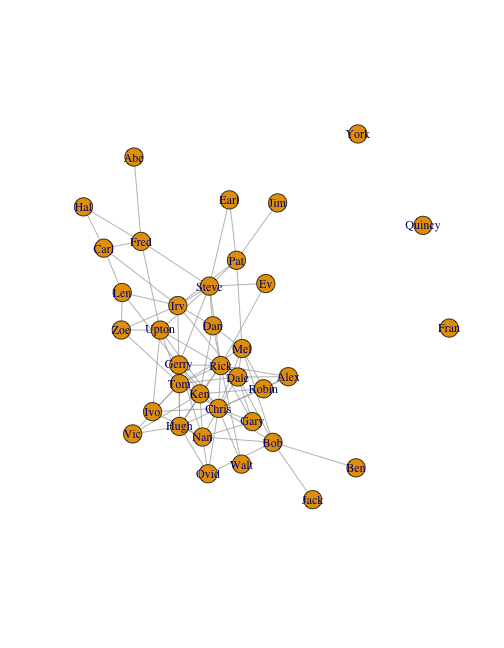 York
Abe
Earl
Jim
Hal
Quincy
Fred
Carl
Pat
Ev
Steve
Len
Irv
Dan
Fran
Zoe
Upton
Mel
Gerry
Rick
Alex
Dale
Tom
Robin
Ken
Chris
Ivo
Gary
Hugh
Vic
Nan
Bob
Walt
Ben
Ovid
Jack